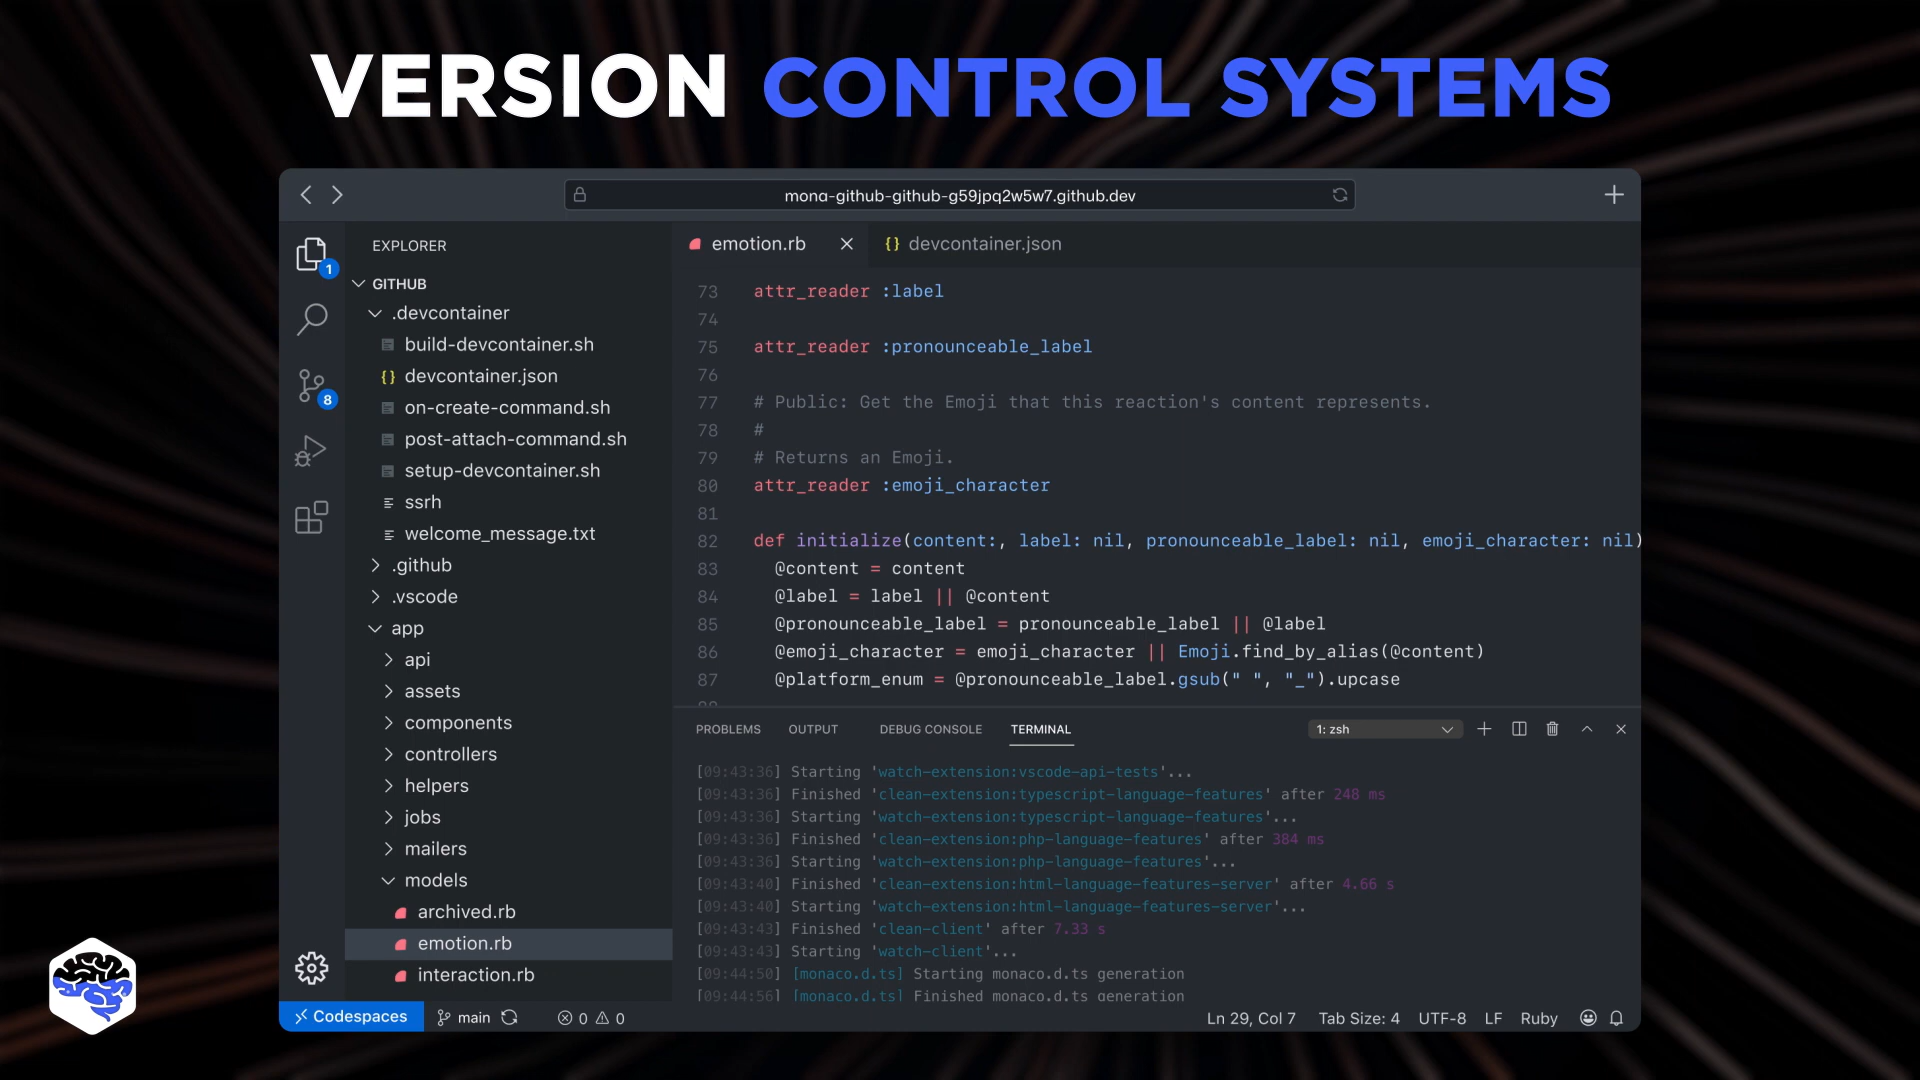 VERSION CONTROL SYSTEMS
mona-github-github-g59jpq2w5w7.github.dev
EXPLORER
GITHUB
.devcontainer
build-devcontainer.sh
devcontainer.json
on-create-command.sh
post-attach-command.sh
setup-devcontainer.sh
ssrh
welcome_message.txt
.github
.vscode
app
api
assets
components
controllers
helpers
jobs
mailers
models
archived.rb
emotion.rb
interaction.rb
1
8
emotion.rb
{} devcontainer.json
73 attr_reader :label
74
75 attr_reader :pronounceable_label
76
77 # Public: Get the Emoji that this reaction's content represents.
78 #
79 # Returns an Emoji.
80 attr_reader :emoji_character
81
82 def initialize(content:, label: nil, pronounceable_label: nil, emoji_character: nil)
83 @content = content
84 @label = label || @content
85 @pronounceable_label = pronounceable_label || @label
86 @emoji_character = emoji_character || Emoji.find_by_alias(@content)
87 @platform_enum = @pronounceable_label.gsub(" ", "_").upcase
PROBLEMS OUTPUT DEBUG CONSOLE TERMINAL 1: zsh
[09:43:36] Starting 'watch-extension:vscode-api-tests'...
[09:43:36] Finished 'clean-extension:typescript-language-features' after 248 ms
[09:43:36] Starting 'watch-extension:typescript-language-features'...
[09:43:36] Finished 'clean-extension:php-language-features' after 384 ms
[09:43:36] Starting 'watch-extension:php-language-features'...
[09:43:40] Finished 'clean-extension:html-language-features-server' after 4.66 s
[09:43:40] Starting 'watch-extension:html-language-features-server'...
[09:43:43] Finished 'clean-client' after 7.33 s
[09:43:43] Starting 'watch-client'...
[09:44:50] [monaco.d.ts] Starting monaco.d.ts generation
[09:44:56] [monaco.d.ts] Finished monaco.d.ts generation
Codespaces main 0 0 Ln 29, Col 7 Tab Size: 4 UTF-8 LF Ruby